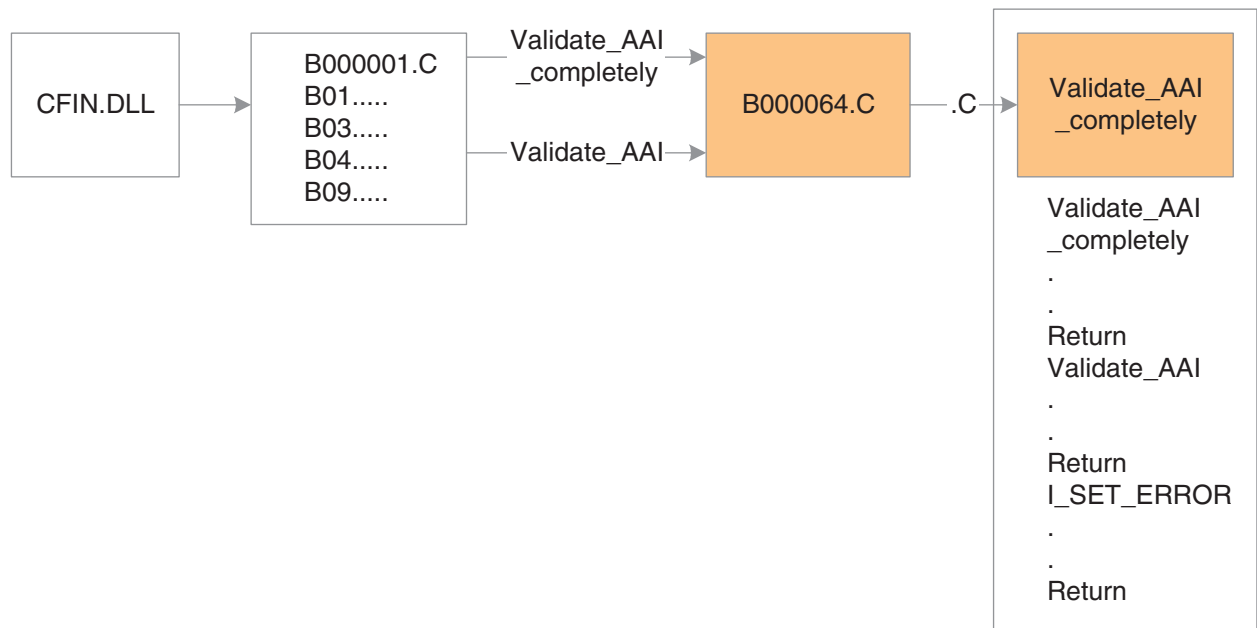 CFIN.DLL
B000001.C
B01.....
B03.....
B04.....
B09.....
Validate_AAI
_completely
Validate_AAI
B000064.C
.C
Validate_AAI
_completely
Validate_AAI
_completely
.
.
Return
Validate_AAI
.
.
Return
I_SET_ERROR
.
.
Return